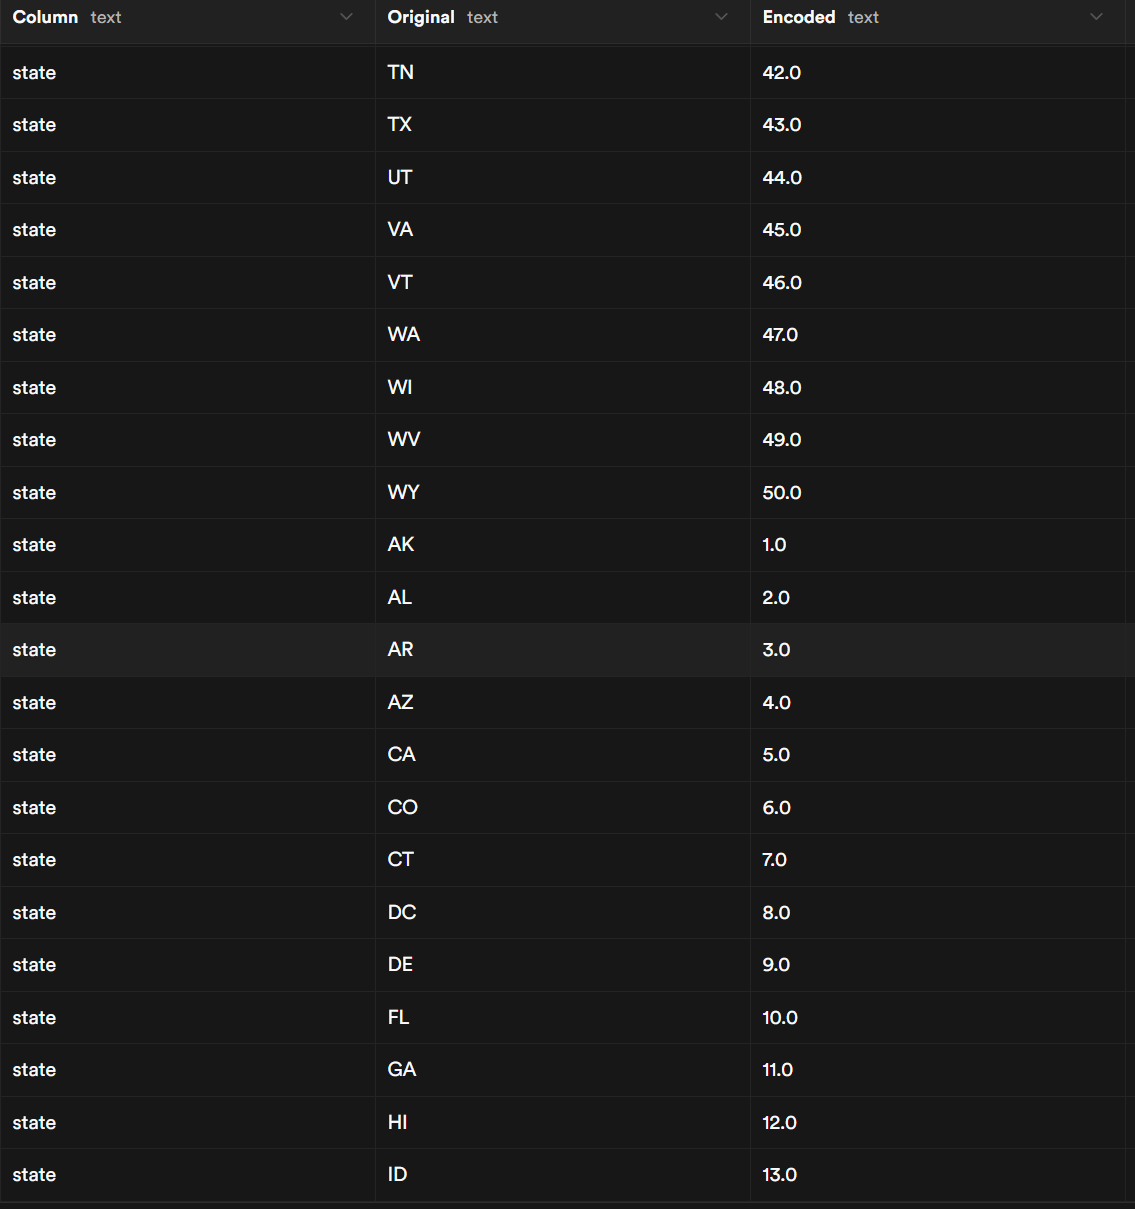 Column text Original text Encoded text
state TN 42.0
state TX 43.0
state UT 44.0
state VA 45.0
state VT 46.0
state WA 47.0
state WI 48.0
state WV 49.0
state WY 50.0
state AK 1.0
state AL 2.0
state AR 3.0
state AZ 4.0
state CA 5.0
state CO 6.0
state CT 7.0
state DC 8.0
state DE 9.0
state FL 10.0
state GA 11.0
state HI 12.0
state ID 13.0